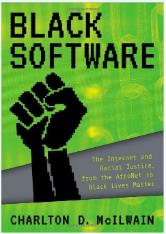 BLACK
SOFTWARE
The Internet and
Racial Justice,
from the AfroNet to
Black Lives Matter
CHARLTON D. McILWAIN